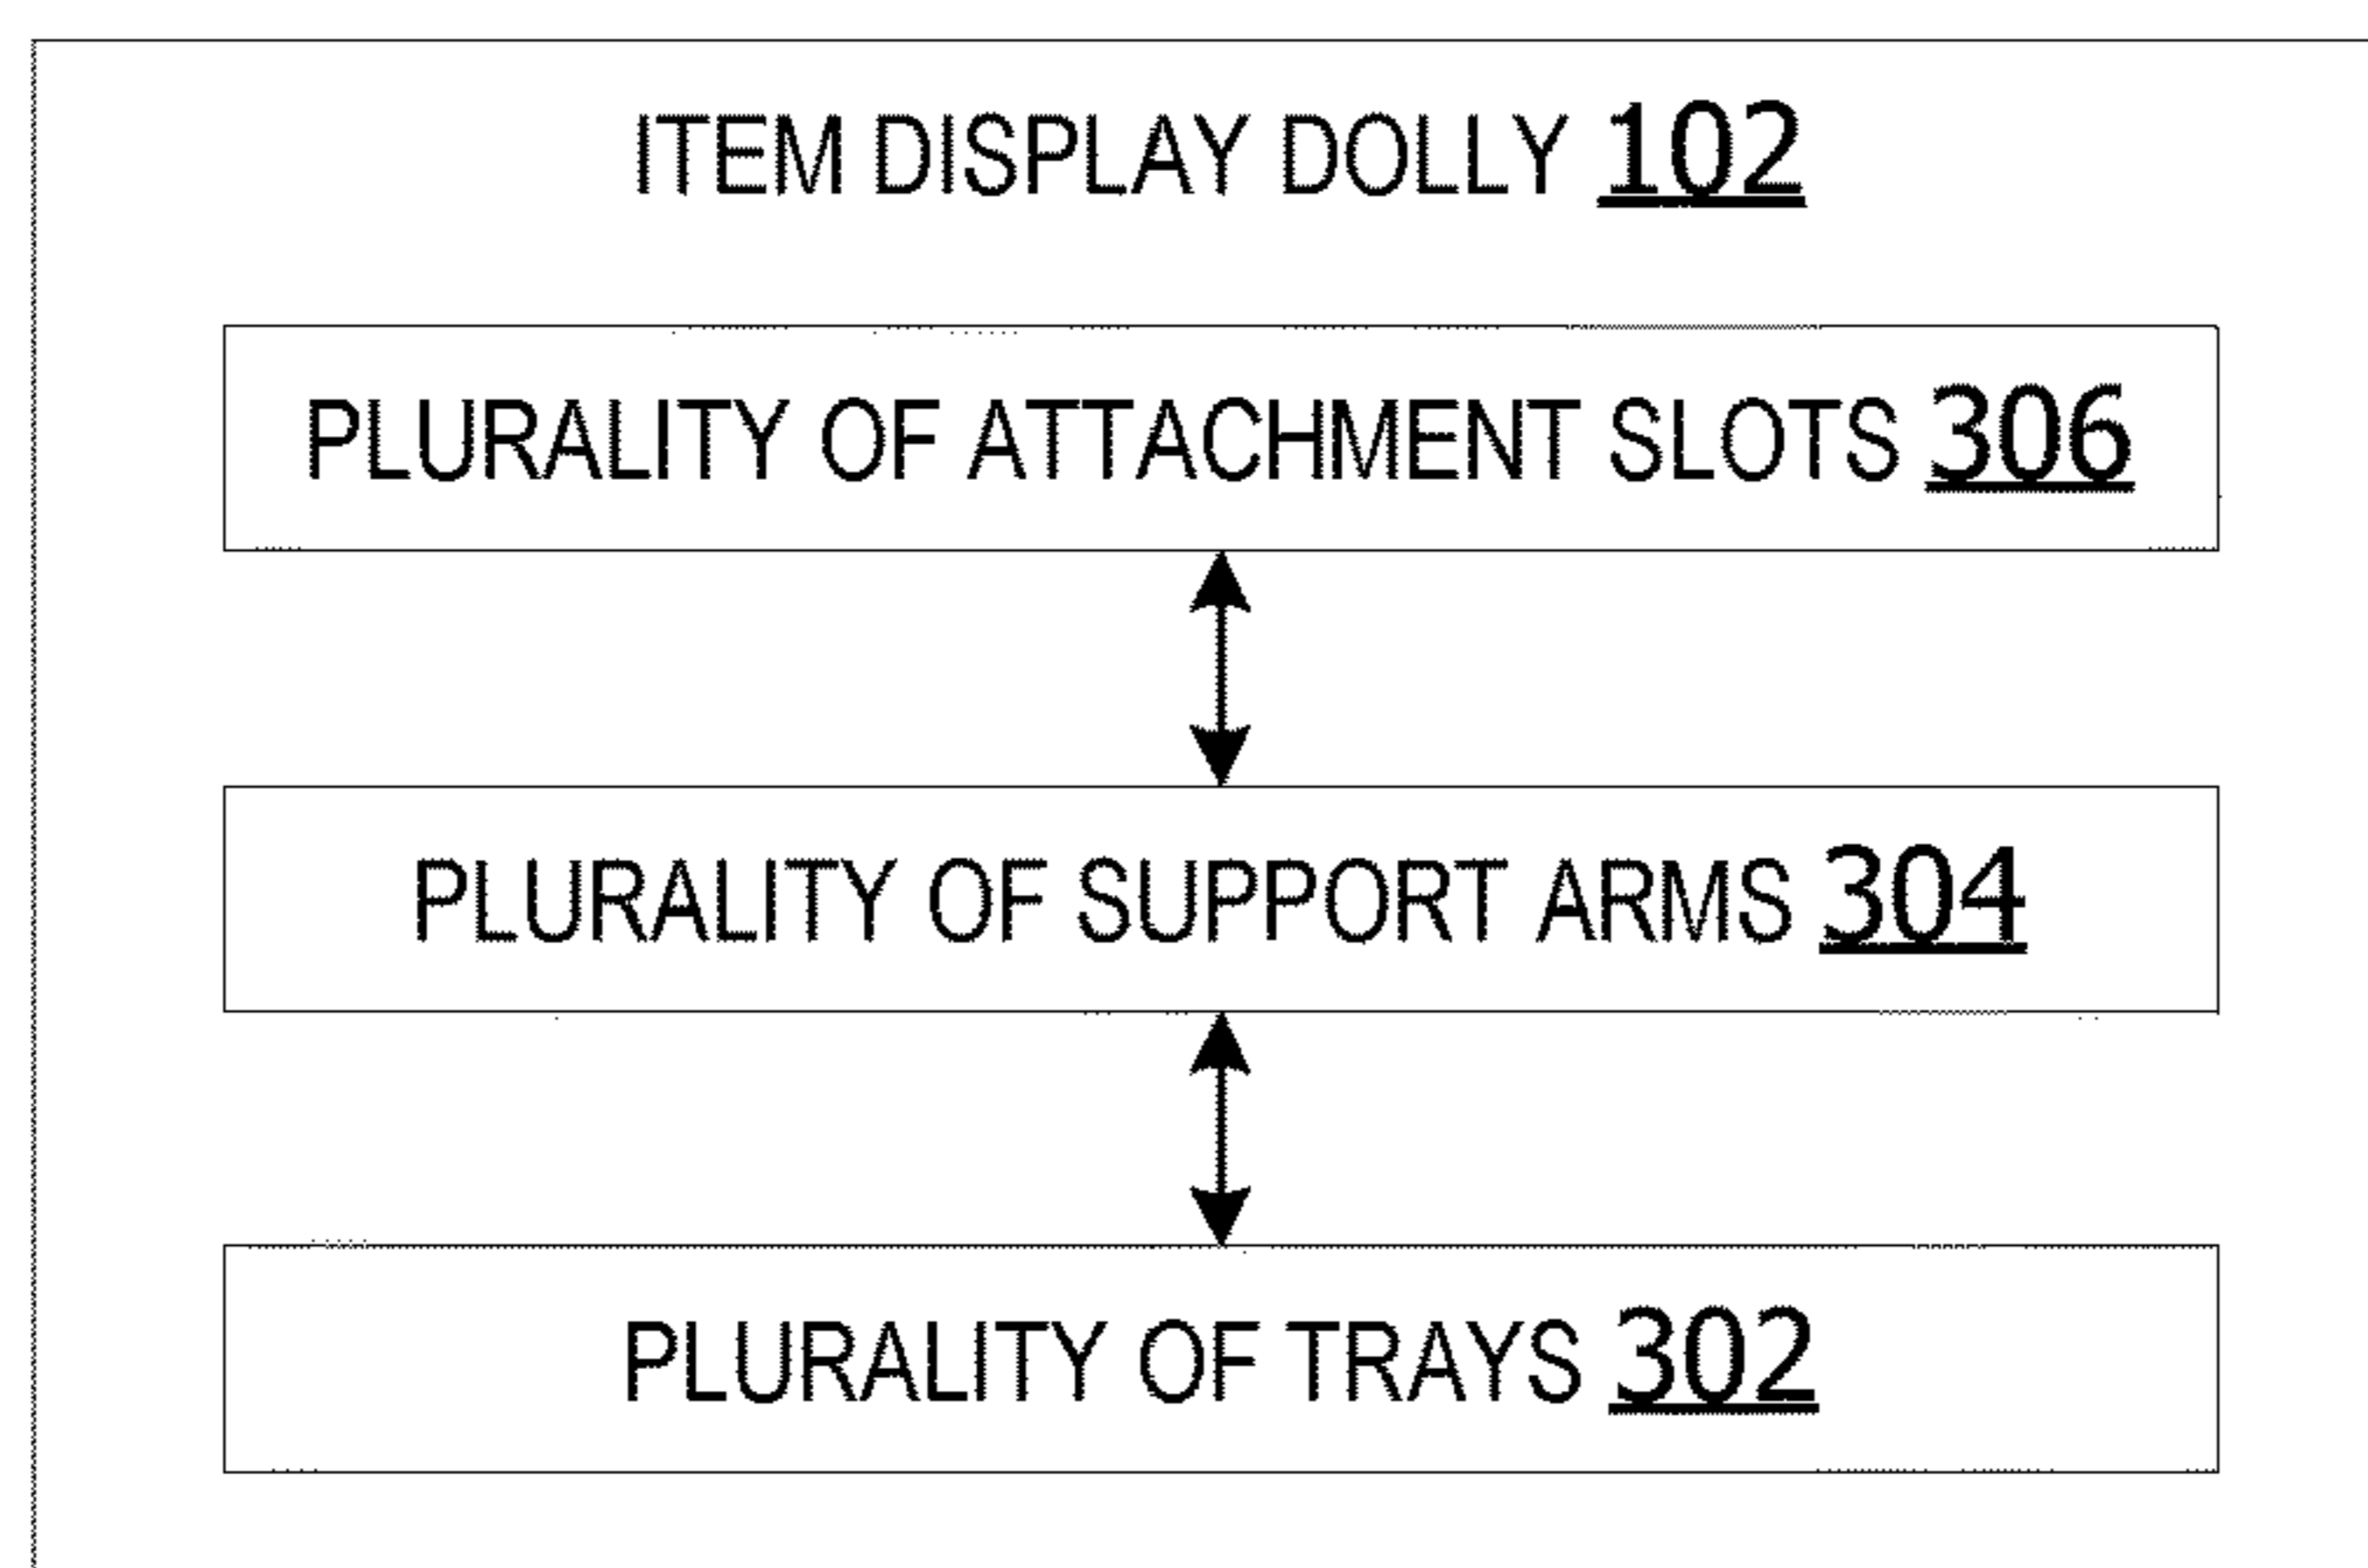 ITEM DISPLAY DOLLY 102
PLURALITY OF ATTACHMENT SLOTS 306
PLURALITY OF SUPPORT ARMS 304
PLURALITY OF TRAYS 302